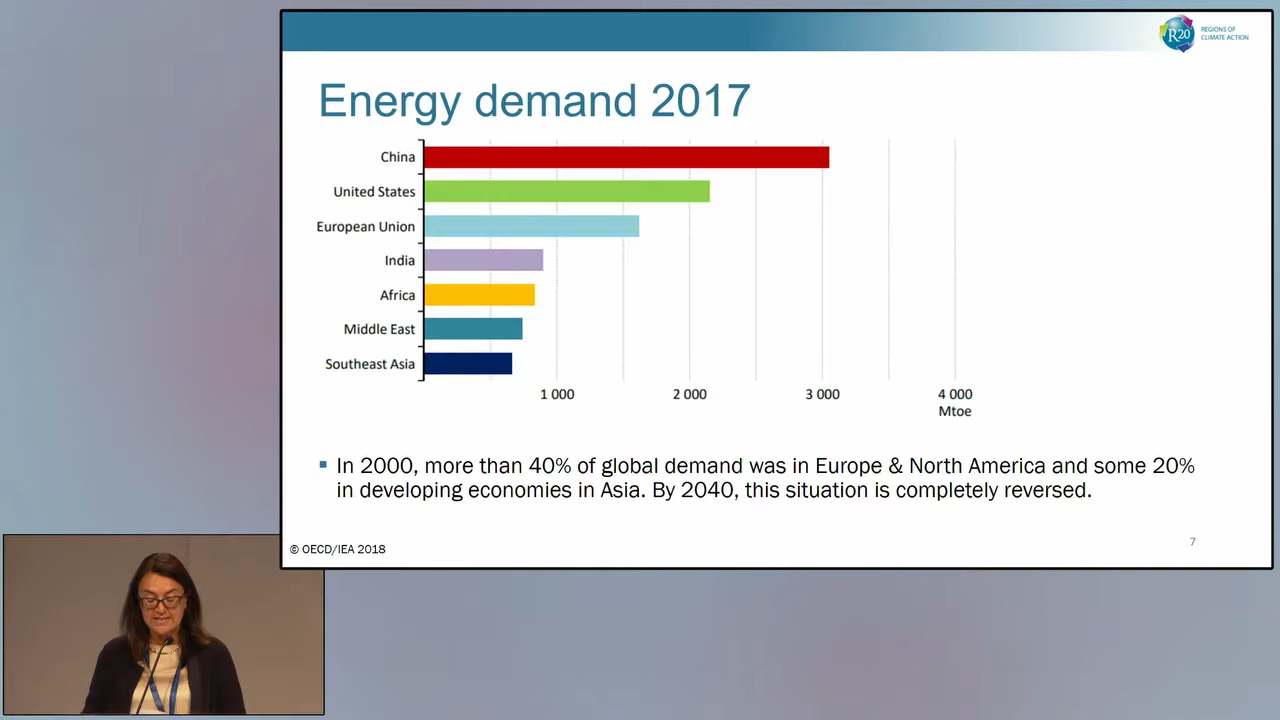 REGIONS OF
CLIMATE ACTION
R20
Energy demand 2017
China
United States
European Union
India
Africa
Middle East
Southeast Asia
1 000
2 000
3 000
4 000
Mtoe
▪ In 2000, more than 40% of global demand was in Europe & North America and some 20%
in developing economies in Asia. By 2040, this situation is completely reversed.
© OECD/IEA 2018
7